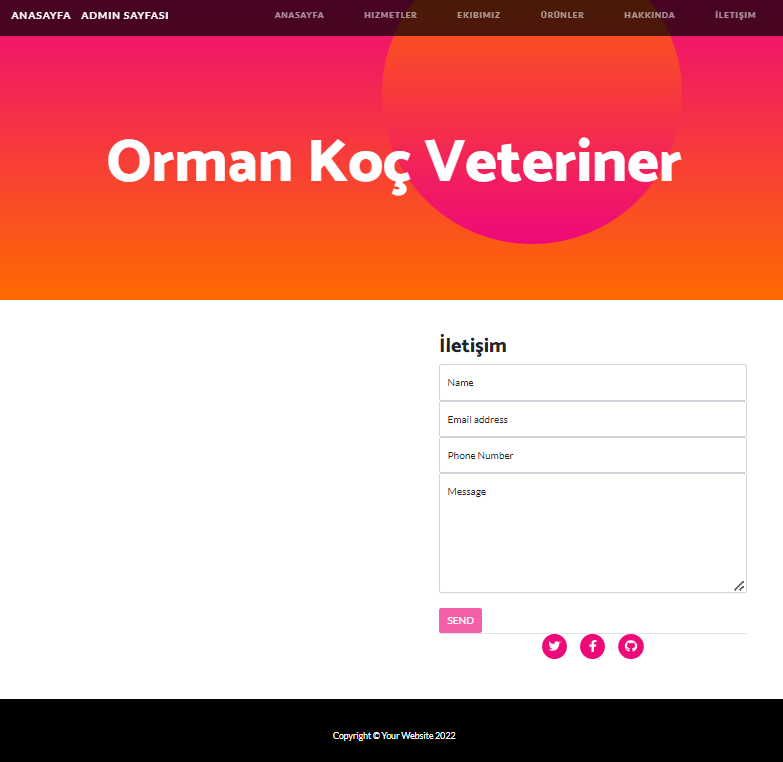 ANASAYFA ADMIN SAYFASI ANASAYFA HIZMETLER EKIBIMIZ ÜRÜNLER HAKKINDA İLETIŞIM
Orman Koç Veteriner
İletişim
Name
Email address
Phone Number
Message
SEND
Copyright © Your Website 2022